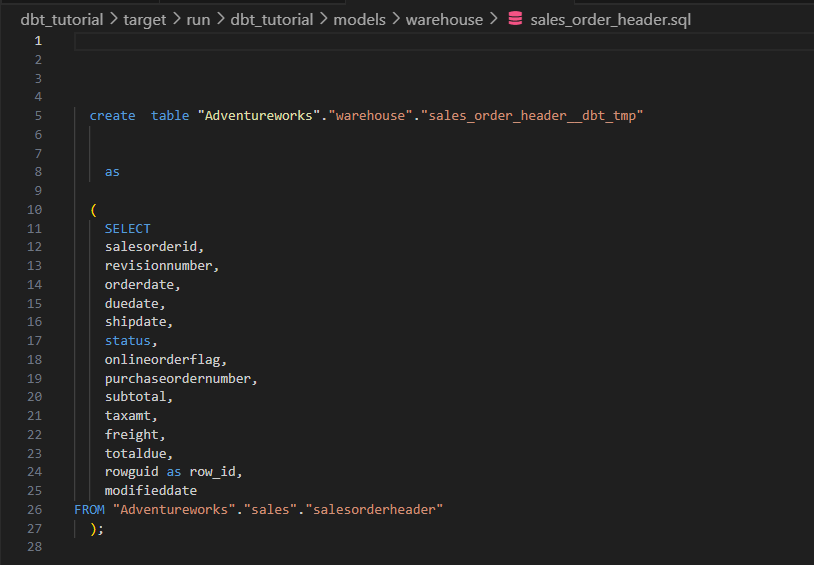 dbt_tutorial > target > run > dbt_tutorial > models > warehouse > sales_order_header.sql
1
2
3
4
5 create  table "Adventureworks"."warehouse"."sales_order_header__dbt_tmp"
6
7
8 as
9
10 (
11 SELECT
12 salesorderid,
13 revisionnumber,
14 orderdate,
15 duedate,
16 shipdate,
17 status,
18 onlineorderflag,
19 purchaseordernumber,
20 subtotal,
21 taxamt,
22 freight,
23 totaldue,
24 rowguid as row_id,
25 modifieddate
26 FROM "Adventureworks"."sales"."salesorderheader"
27 );
28